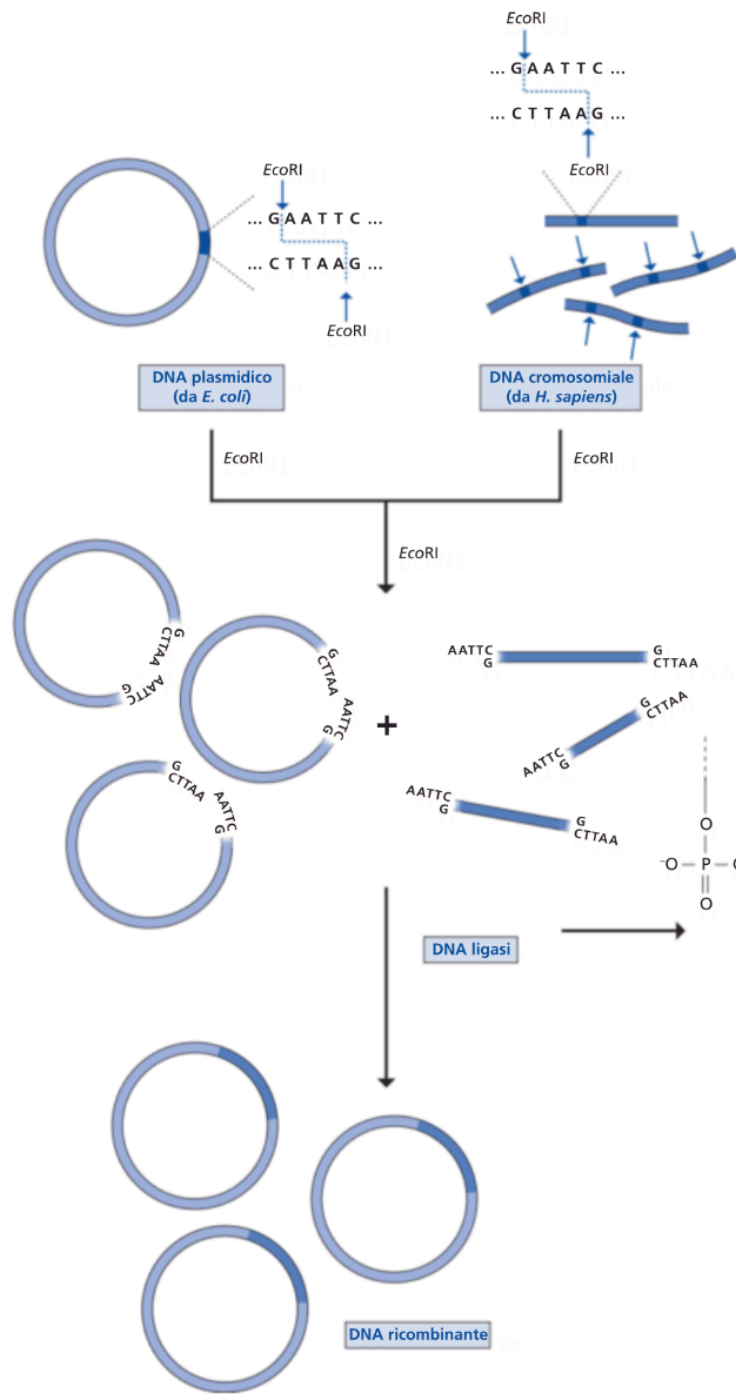 EcoRI
... G A A T T C ...
... C T T A A G ...
EcoRI
EcoRI
... G A A T T C ...
... C T T A A G ...
EcoRI
DNA plasmidico
(da E. coli)
DNA cromosomiale
(da H. sapiens)
EcoRI
EcoRI
EcoRI
G
CTTAA
AATTC
G
G
CTTAA
AATTC
G
G
CTTAA
AATTC
G
+
AATTC
G
G
CTTAA
AATTC
G
G
CTTAA
AATTC
G
G
CTTAA
O
⁻O
P
O
DNA ligasi
DNA ricombinante